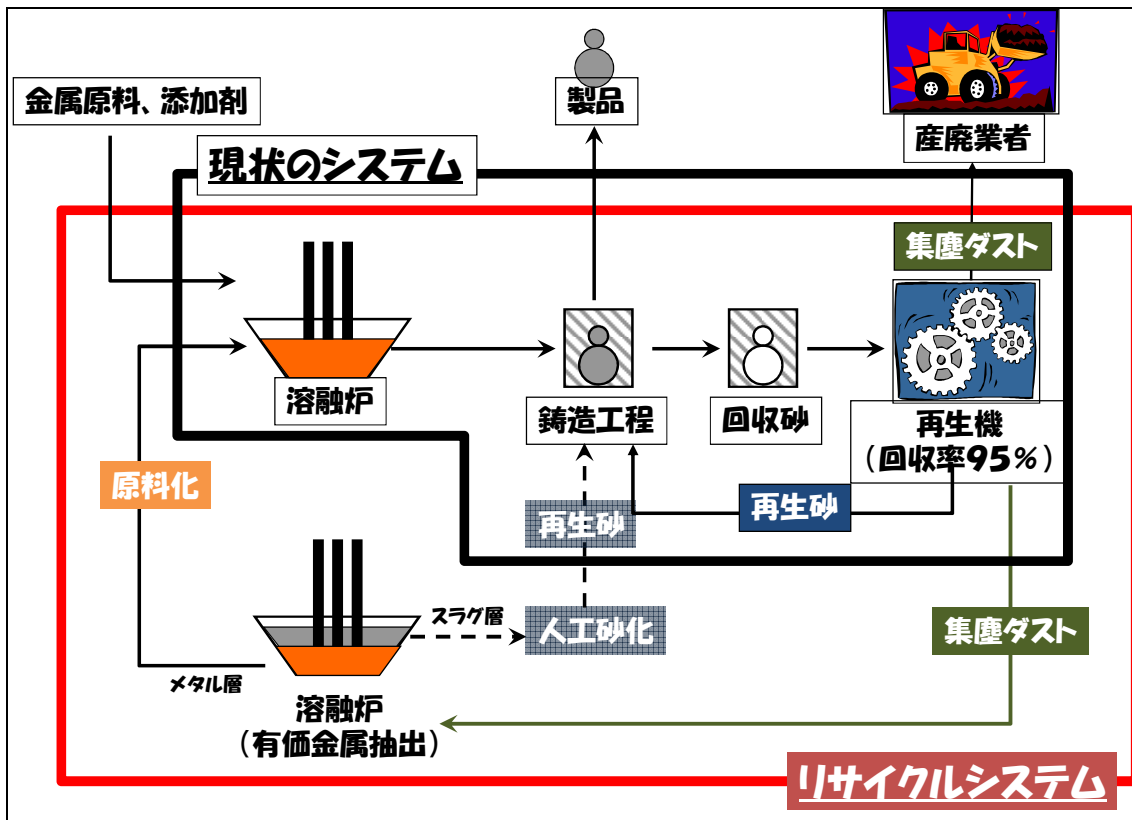 金属原料、添加剤
製品
産廃業者
現状のシステム
集塵ダスト
溶融炉
鋳造工程
回収砂
再生機
(回収率95%)
原料化
再生砂
再生砂
スラグ層
人工砂化
集塵ダスト
メタル層
溶融炉
(有価金属抽出)
リサイクルシステム